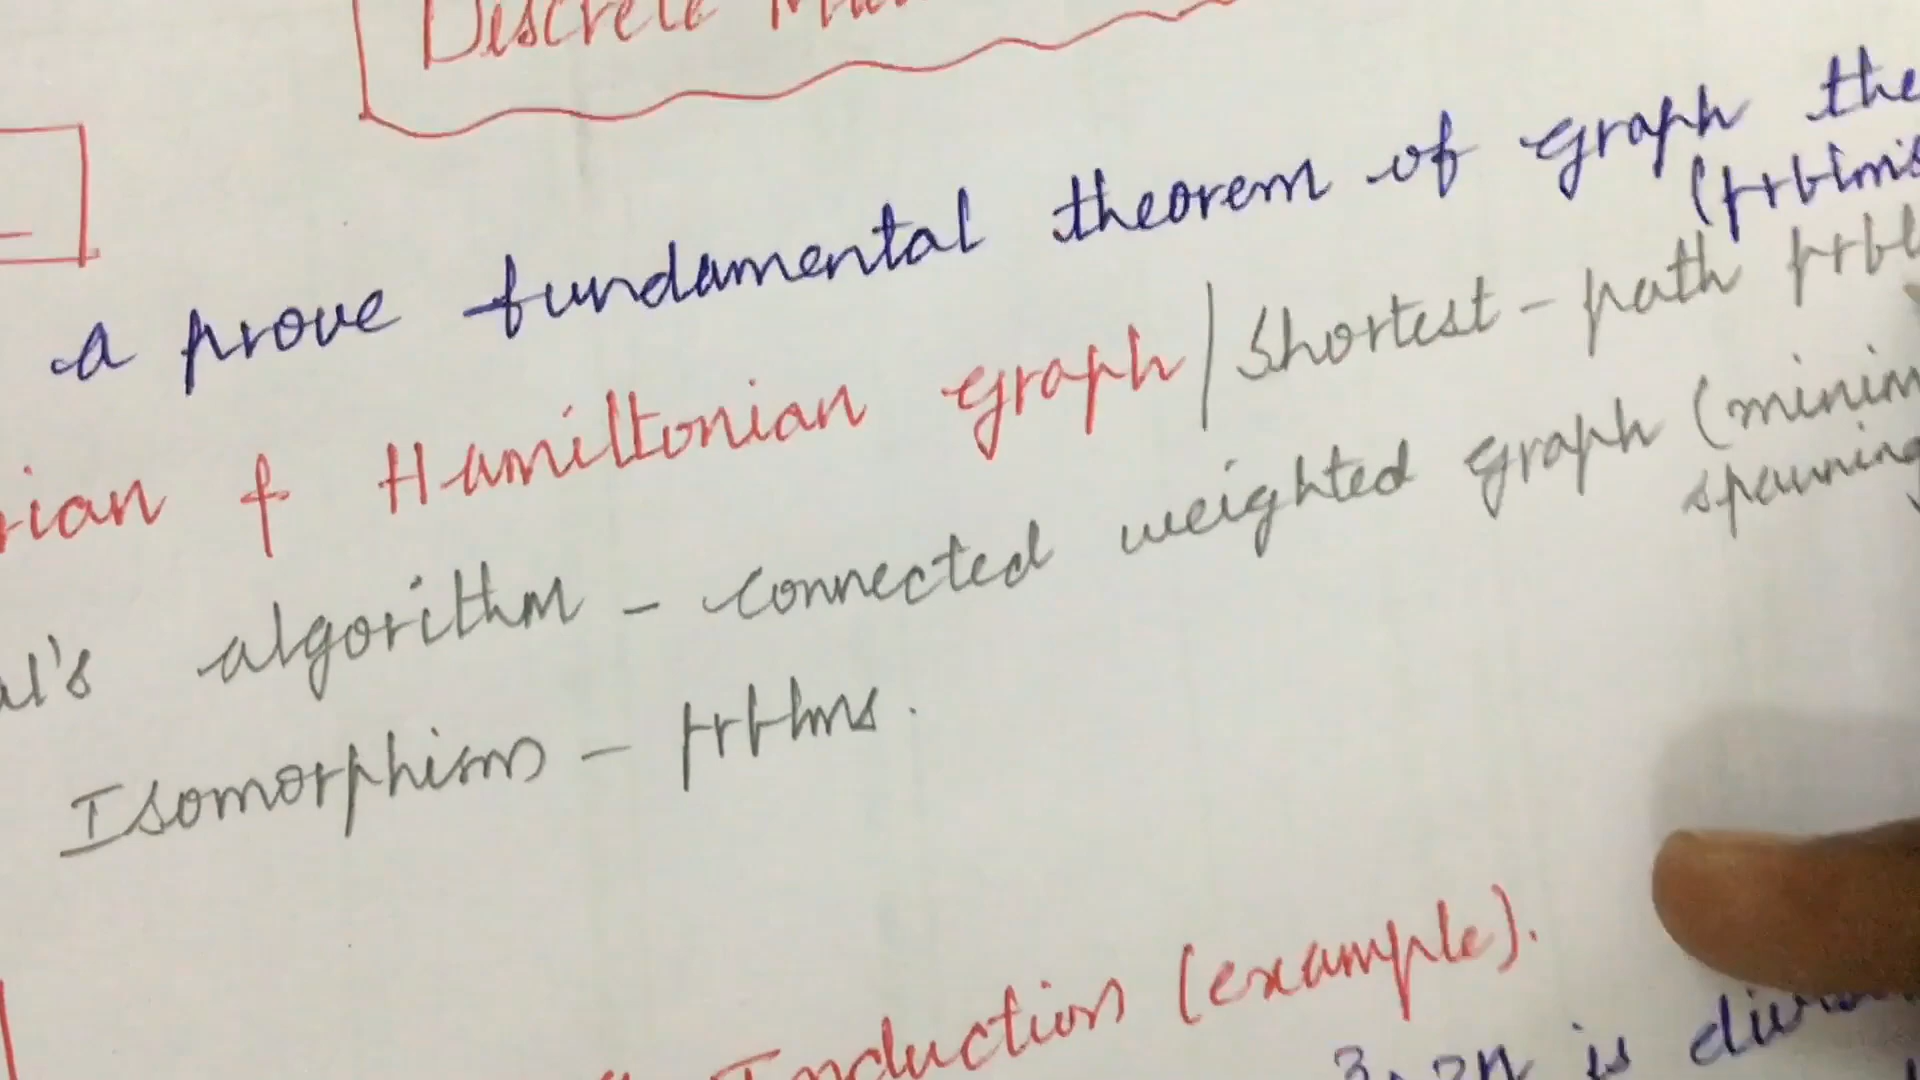 Discrete
a prove fundamental theorem of graph the
(prblms
rian & Hamiltonian graph/Shortest-path prbl
al's algorithm - connected weighted graph (minim
spanning
Isomorphism - prblms.
Induction (example).
is